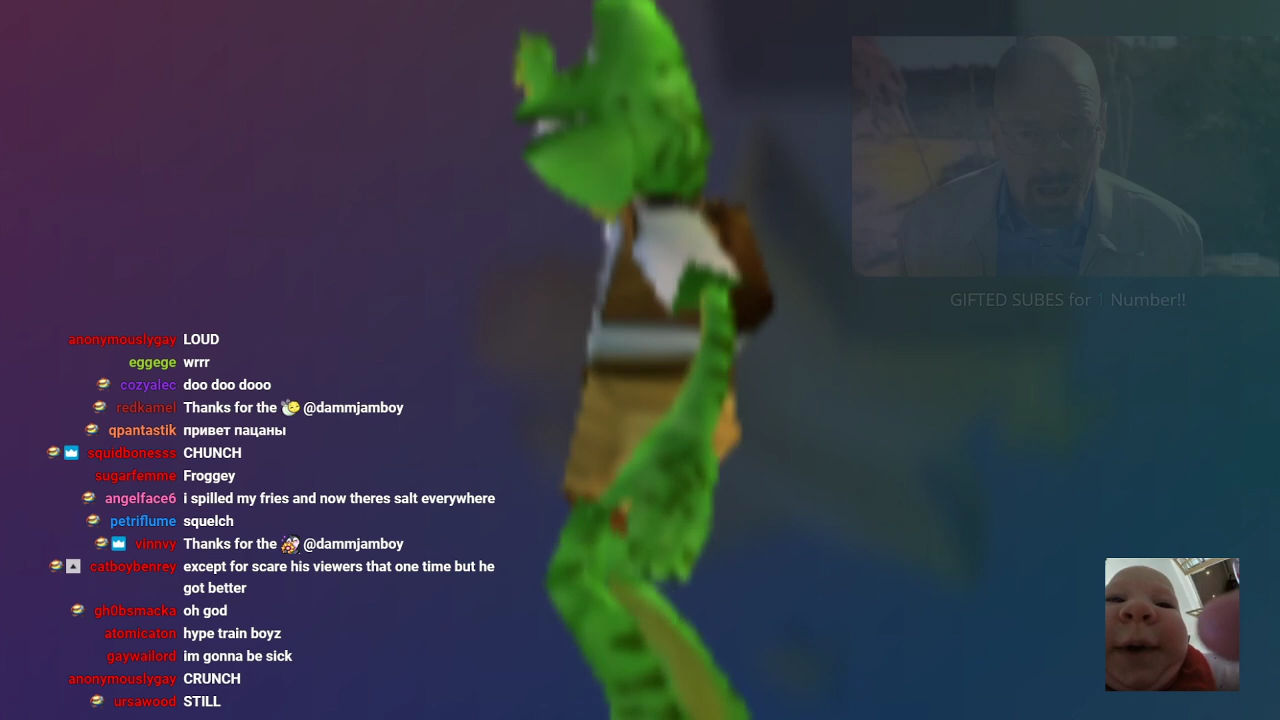 GIFTED SUBES for 1 Number!!
anonymouslygay LOUD
eggege wrrr
cozyalec doo doo dooo
redkamel Thanks for the @dammjamboy
qpantastik привет пацаны
squidbonesss CHUNCH
sugarfemme Froggey
angelface6 i spilled my fries and now theres salt everywhere
petriflume squelch
vinnvy Thanks for the @dammjamboy
catboybenrey except for scare his viewers that one time but he
got better
gh0bsmacka oh god
atomicaton hype train boyz
gaywailord im gonna be sick
anonymouslygay CRUNCH
ursawood STILL